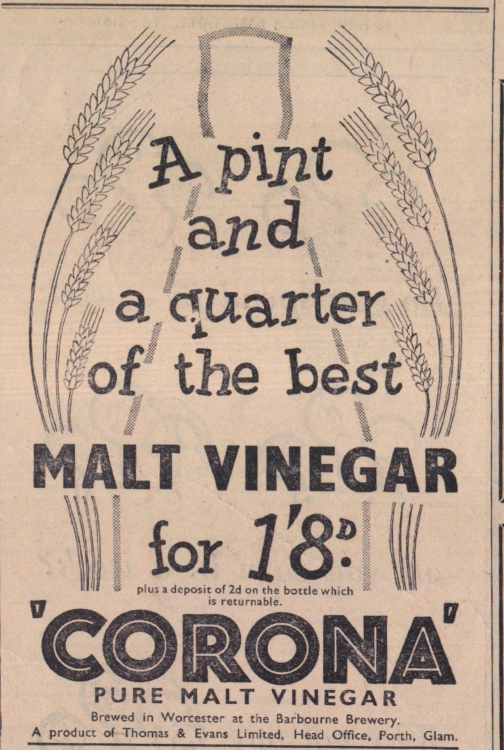 A pint
and
a quarter
of the best
MALT VINEGAR
for 1'8D.
plus a deposit of 2d on the bottle which
is returnable.
'CORONA'
PURE MALT VINEGAR
Brewed in Worcester at the Barbourne Brewery.
A product of Thomas & Evans Limited, Head Office, Porth, Glam.